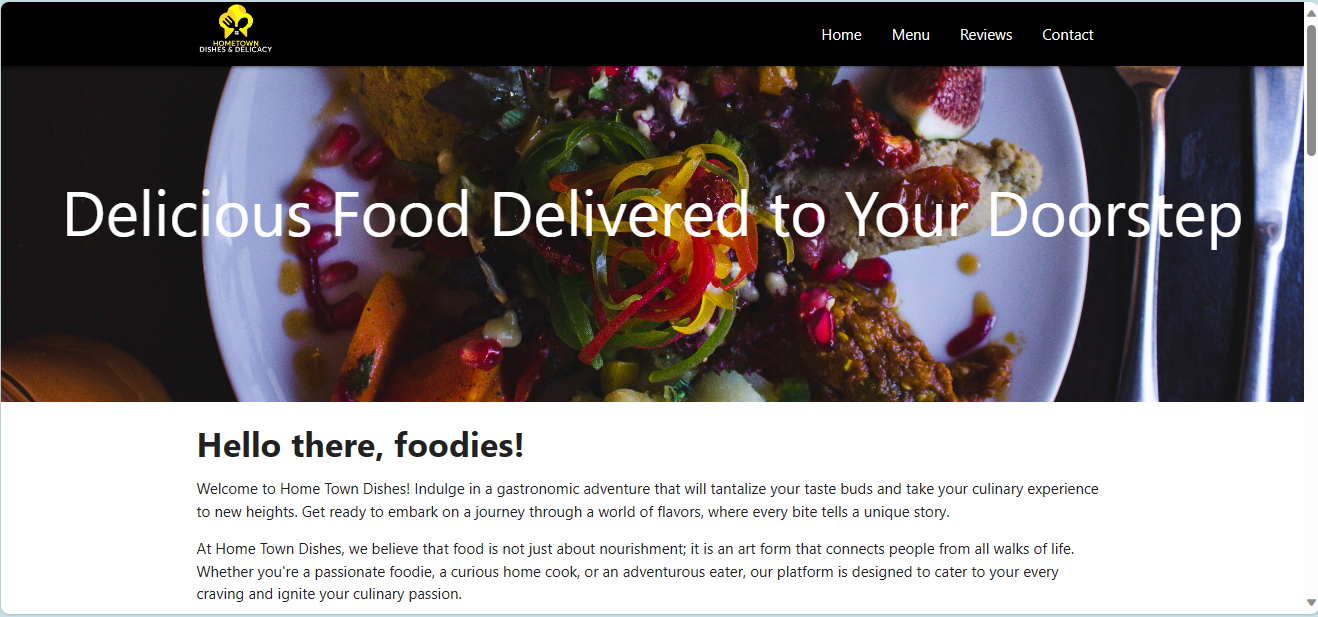 HOMETOWN
DISHES & DELICACY
Home Menu Reviews Contact
Delicious Food Delivered to Your Doorstep
Hello there, foodies!
Welcome to Home Town Dishes! Indulge in a gastronomic adventure that will tantalize your taste buds and take your culinary experience
to new heights. Get ready to embark on a journey through a world of flavors, where every bite tells a unique story.
At Home Town Dishes, we believe that food is not just about nourishment; it is an art form that connects people from all walks of life.
Whether you're a passionate foodie, a curious home cook, or an adventurous eater, our platform is designed to cater to your every
craving and ignite your culinary passion.